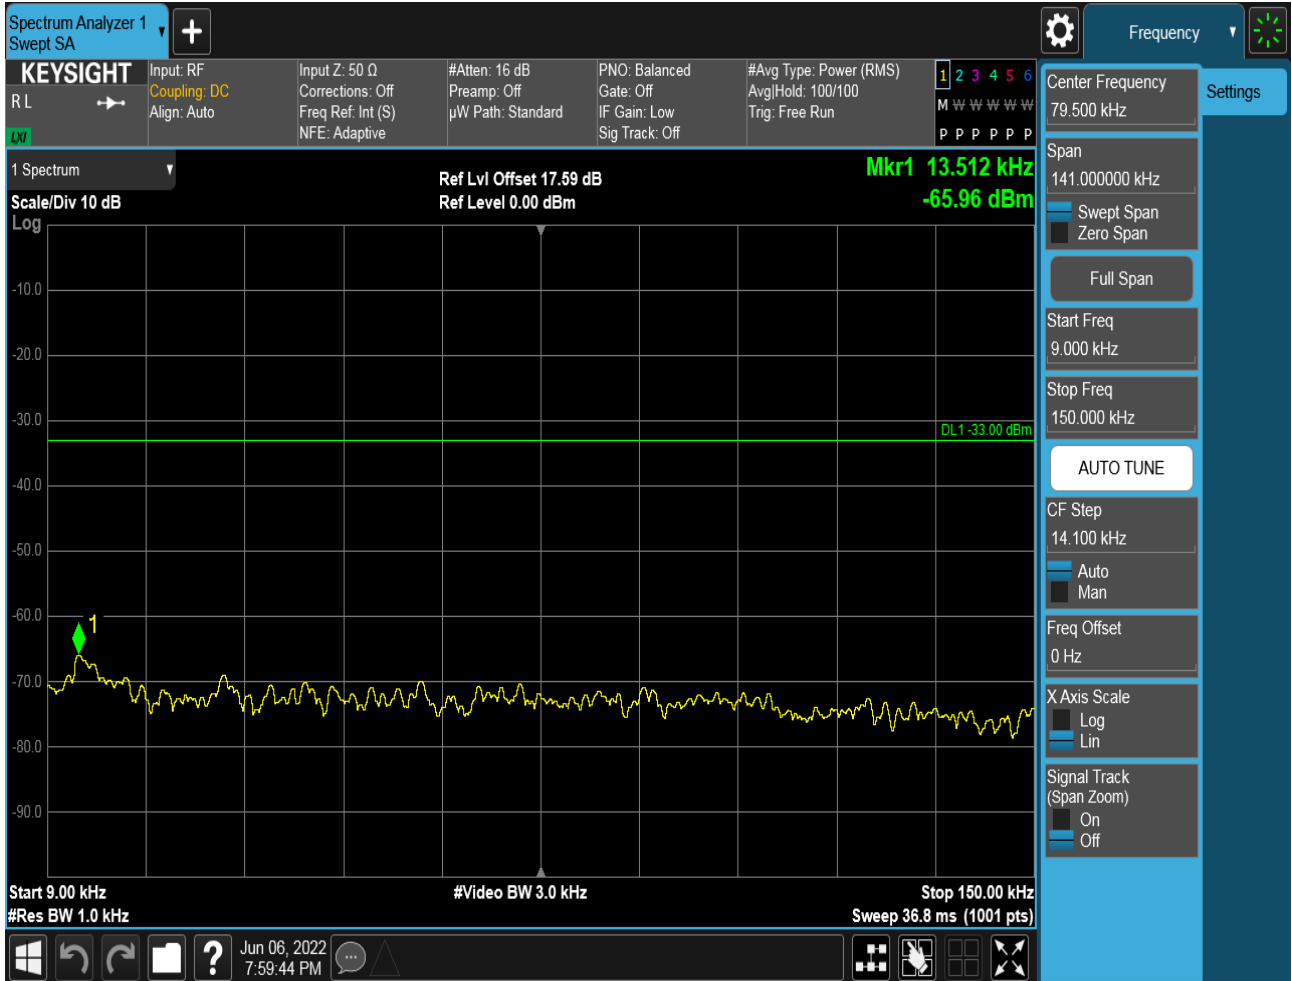 Spectrum Analyzer 1
Swept SA
Frequency
KEYSIGHT
R L
LXI
Input: RF
Coupling: DC
Align: Auto
Input Z: 50 Ω
Corrections: Off
Freq Ref: Int (S)
NFE: Adaptive
#Atten: 16 dB
Preamp: Off
µW Path: Standard
PNO: Balanced
Gate: Off
IF Gain: Low
Sig Track: Off
#Avg Type: Power (RMS)
Avg|Hold: 100/100
Trig: Free Run
1 2 3 4 5 6
M W W W W W
P P P P P P
1 Spectrum
Scale/Div 10 dB
Log
Ref Lvl Offset 17.59 dB
Ref Level 0.00 dBm
Mkr1 13.512 kHz
-65.96 dBm
-10.0
-20.0
-30.0
DL1 -33.00 dBm
-40.0
-50.0
-60.0
1
-70.0
-80.0
-90.0
Start 9.00 kHz
#Res BW 1.0 kHz
#Video BW 3.0 kHz
Stop 150.00 kHz
Sweep 36.8 ms (1001 pts)
Jun 06, 2022
7:59:44 PM
?
Center Frequency
79.500 kHz
Span
141.000000 kHz
Swept Span
Zero Span
Full Span
Start Freq
9.000 kHz
Stop Freq
150.000 kHz
AUTO TUNE
CF Step
14.100 kHz
Auto
Man
Freq Offset
0 Hz
X Axis Scale
Log
Lin
Signal Track
(Span Zoom)
On
Off
Settings